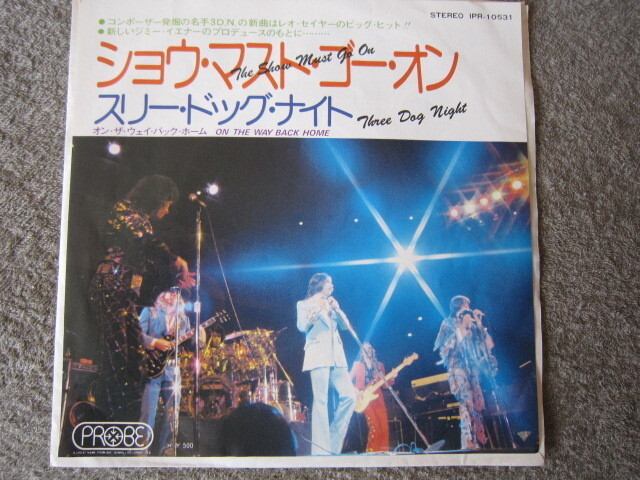 ●コンポーザー発掘の名手3D.N.の新曲はレオ・セイヤーのビッグ・ヒット!!
●新しいジミー・イエナーのプロデュースのもとに………
STEREO IPR-10531
ショウ・マスト・ゴー・オン
The Show Must Go On
スリー・ドッグ・ナイト
Three Dog Night
オン・ザ・ウェイ・バック・ホーム ON THE WAY BACK HOME
PROBE
¥ 500